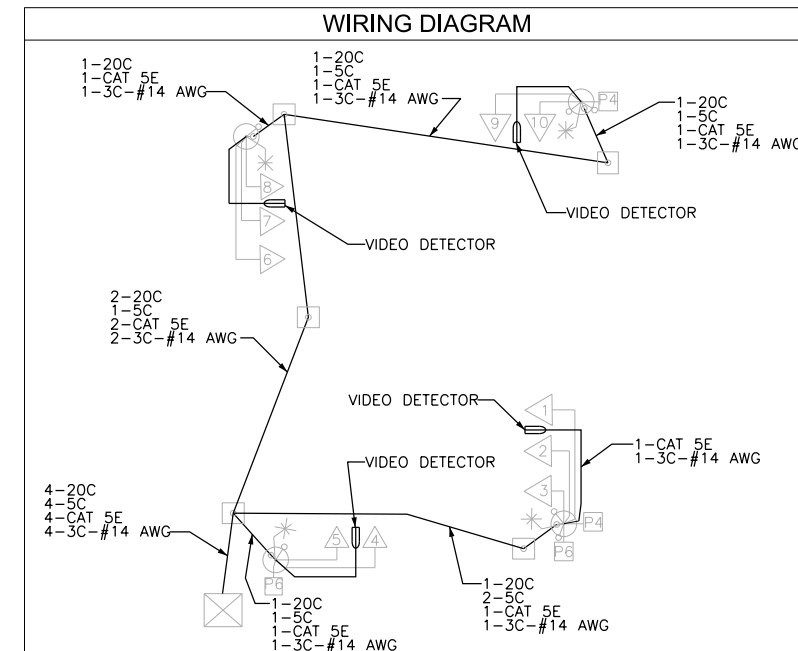 WIRING DIAGRAM
1-20C
1-CAT 5E
1-3C-#14 AWG
1-20C
1-5C
1-CAT 5E
1-3C-#14 AWG
9
10
P4
1-20C
1-5C
1-CAT 5E
1-3C-#14 AWG
8
7
6
VIDEO DETECTOR
VIDEO DETECTOR
2-20C
1-5C
2-CAT 5E
2-3C-#14 AWG
VIDEO DETECTOR
1
2
3
1-CAT 5E
1-3C-#14 AWG
VIDEO DETECTOR
4-20C
4-5C
4-CAT 5E
4-3C-#14 AWG
5
4
P6
P4
P6
1-20C
1-5C
1-CAT 5E
1-3C-#14 AWG
1-20C
2-5C
1-CAT 5E
1-3C-#14 AWG